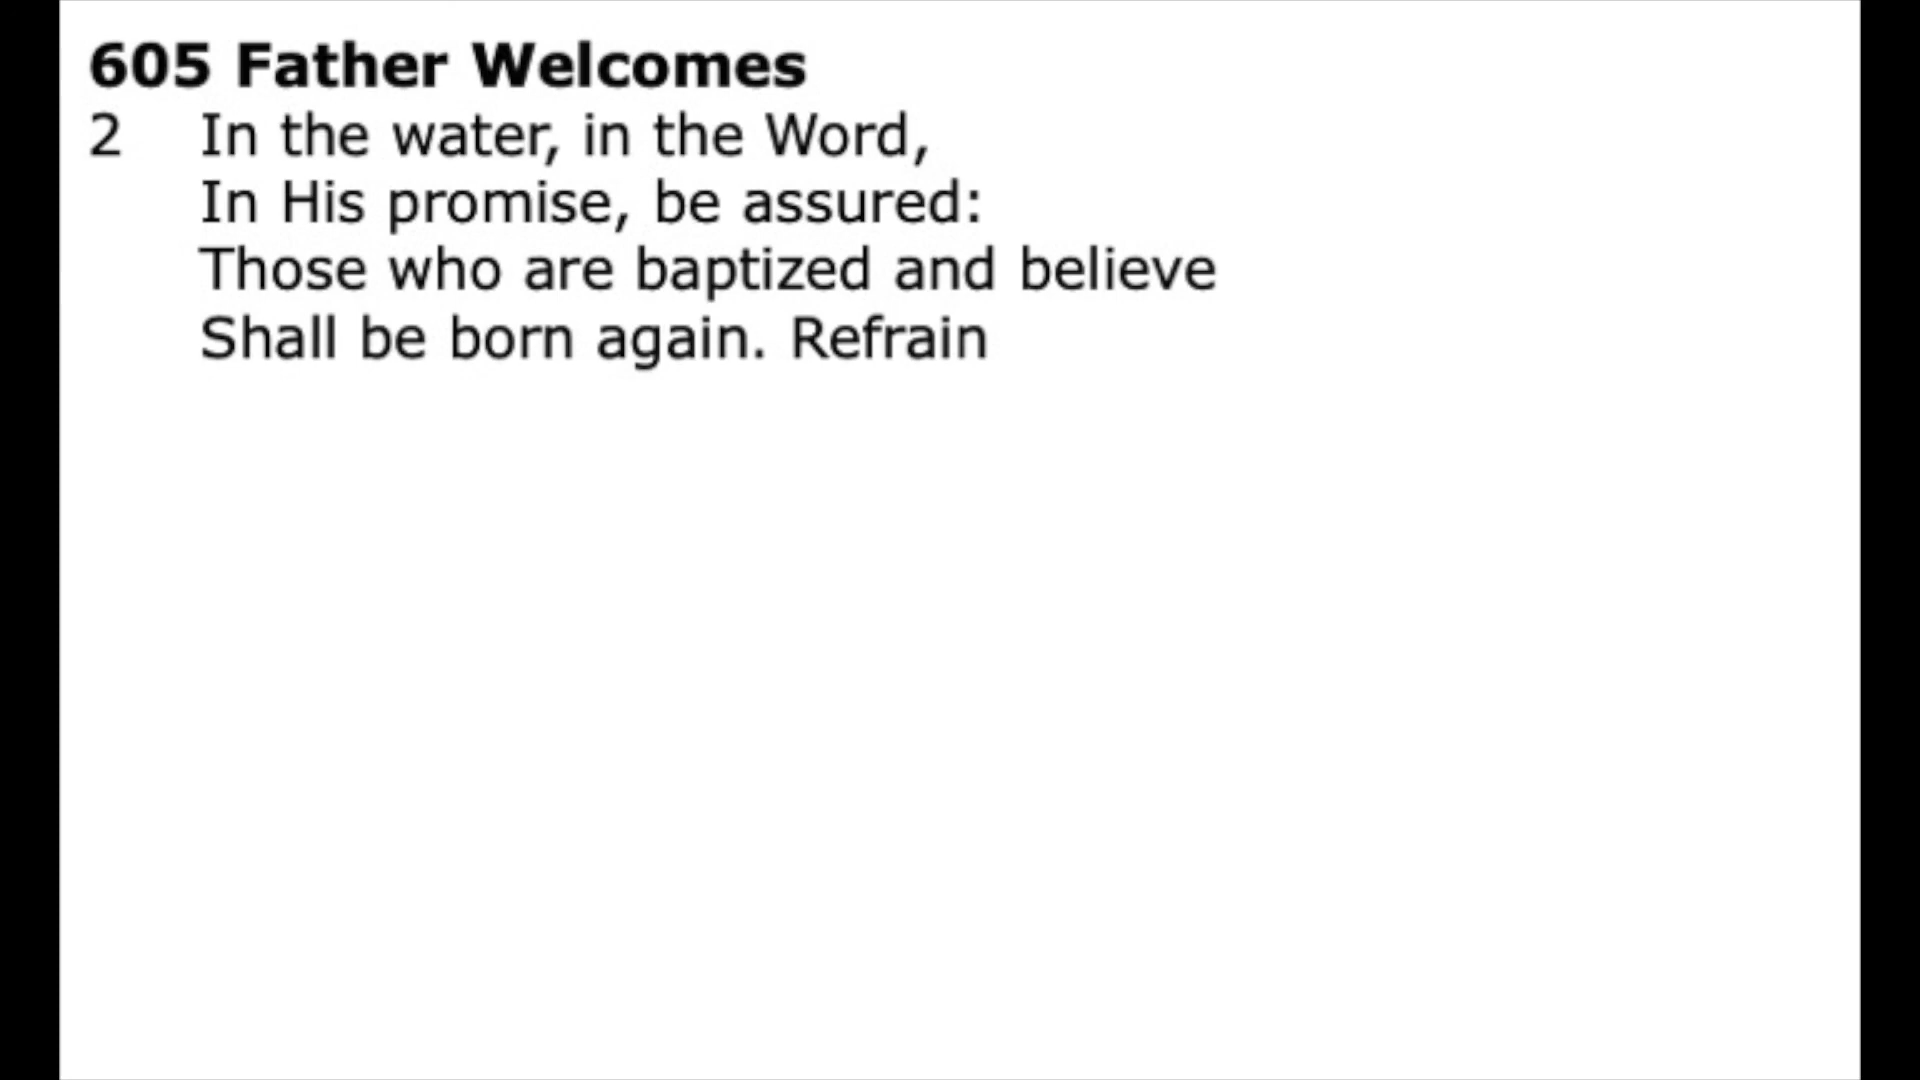 605 Father Welcomes
2 In the water, in the Word,
In His promise, be assured:
Those who are baptized and believe
Shall be born again. Refrain